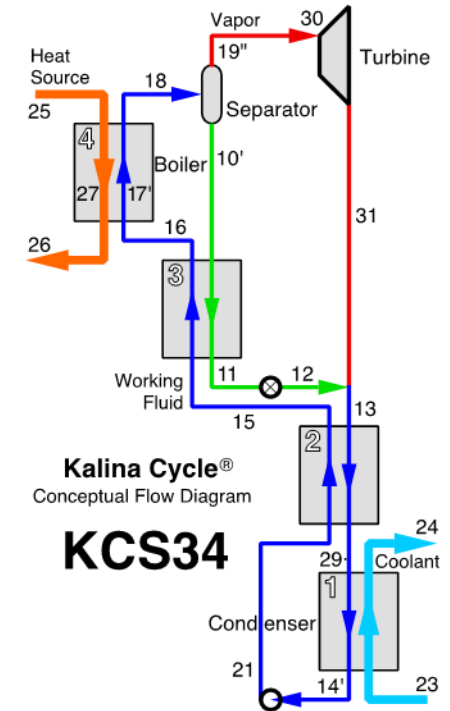 Vapor
30
Heat
Source
19"
Turbine
18
25
Separator
4
Boiler
10'
27
17'
26
16
31
3
11
12
Working
Fluid
13
15
2
Kalina Cycle®
Conceptual Flow Diagram
24
KCS34
29
Coolant
1
Condenser
21
14'
23